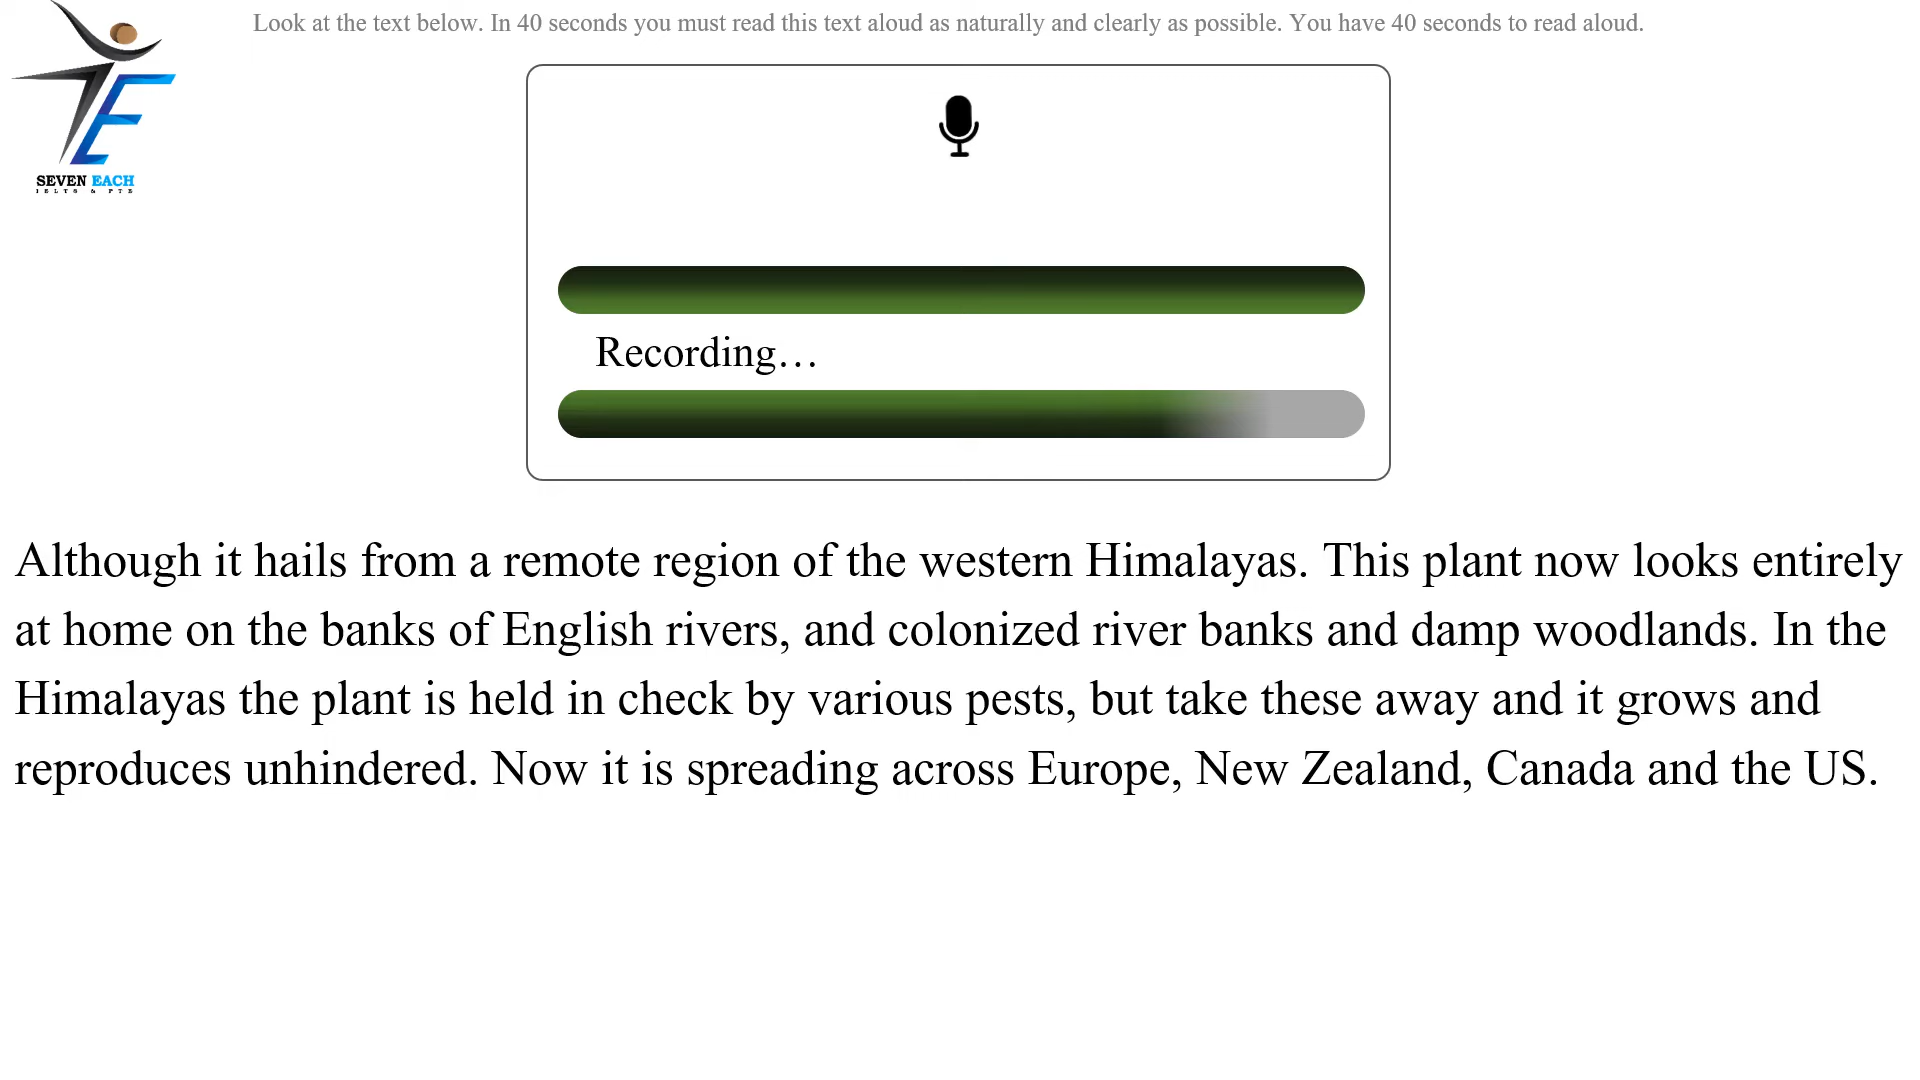 Look at the text below. In 40 seconds you must read this text aloud as naturally and clearly as possible. You have 40 seconds to read aloud.
SEVEN EACH
IELTS & PTE
Recording…
Although it hails from a remote region of the western Himalayas. This plant now looks entirely
at home on the banks of English rivers, and colonized river banks and damp woodlands. In the
Himalayas the plant is held in check by various pests, but take these away and it grows and
reproduces unhindered. Now it is spreading across Europe, New Zealand, Canada and the US.